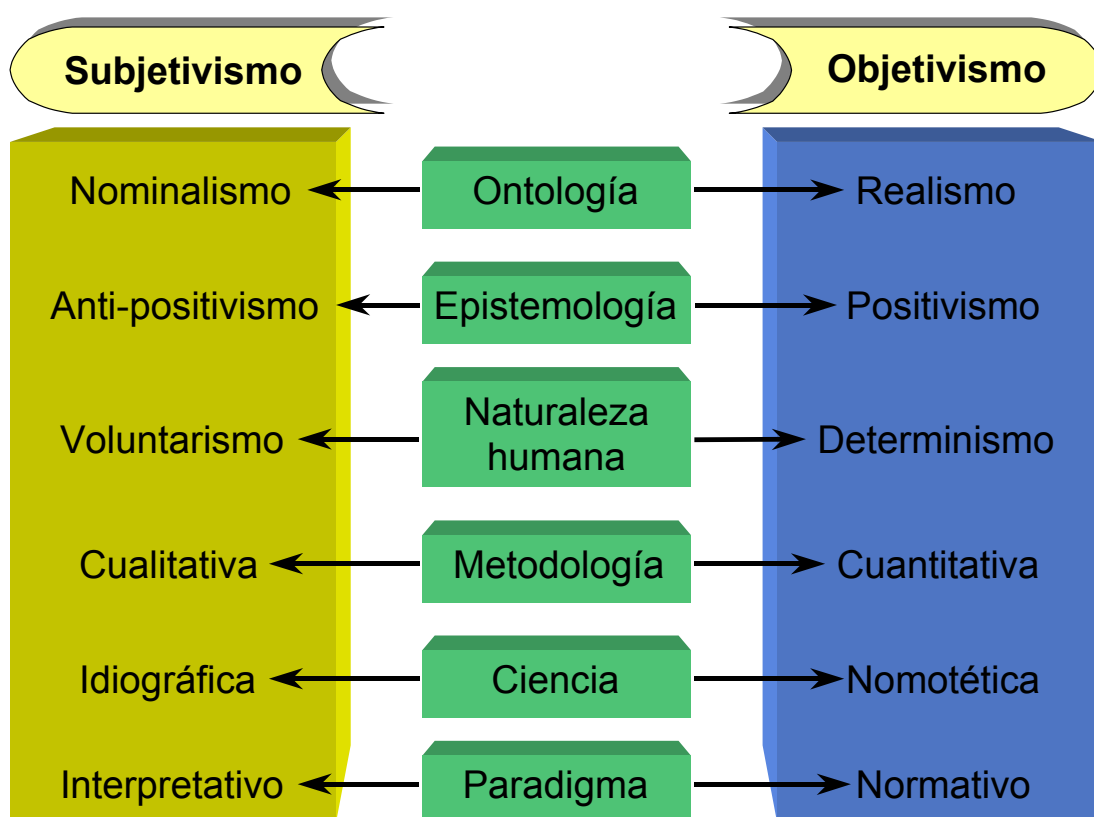 Subjetivismo Objetivismo
Nominalismo Ontología Realismo
Anti-positivismo Epistemología Positivismo
Voluntarismo Naturaleza humana Determinismo
Cualitativa Metodología Cuantitativa
Idiográfica Ciencia Nomotética
Interpretativo Paradigma Normativo